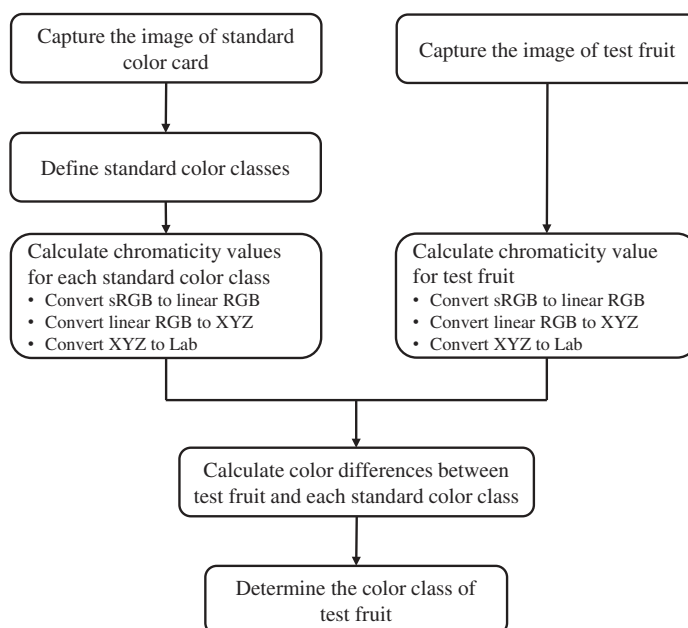 Capture the image of standard
color card
Capture the image of test fruit
Define standard color classes
Calculate chromaticity values
for each standard color class
• Convert sRGB to linear RGB
• Convert linear RGB to XYZ
• Convert XYZ to Lab
Calculate chromaticity value
for test fruit
• Convert sRGB to linear RGB
• Convert linear RGB to XYZ
• Convert XYZ to Lab
Calculate color differences between
test fruit and each standard color class
Determine the color class of
test fruit